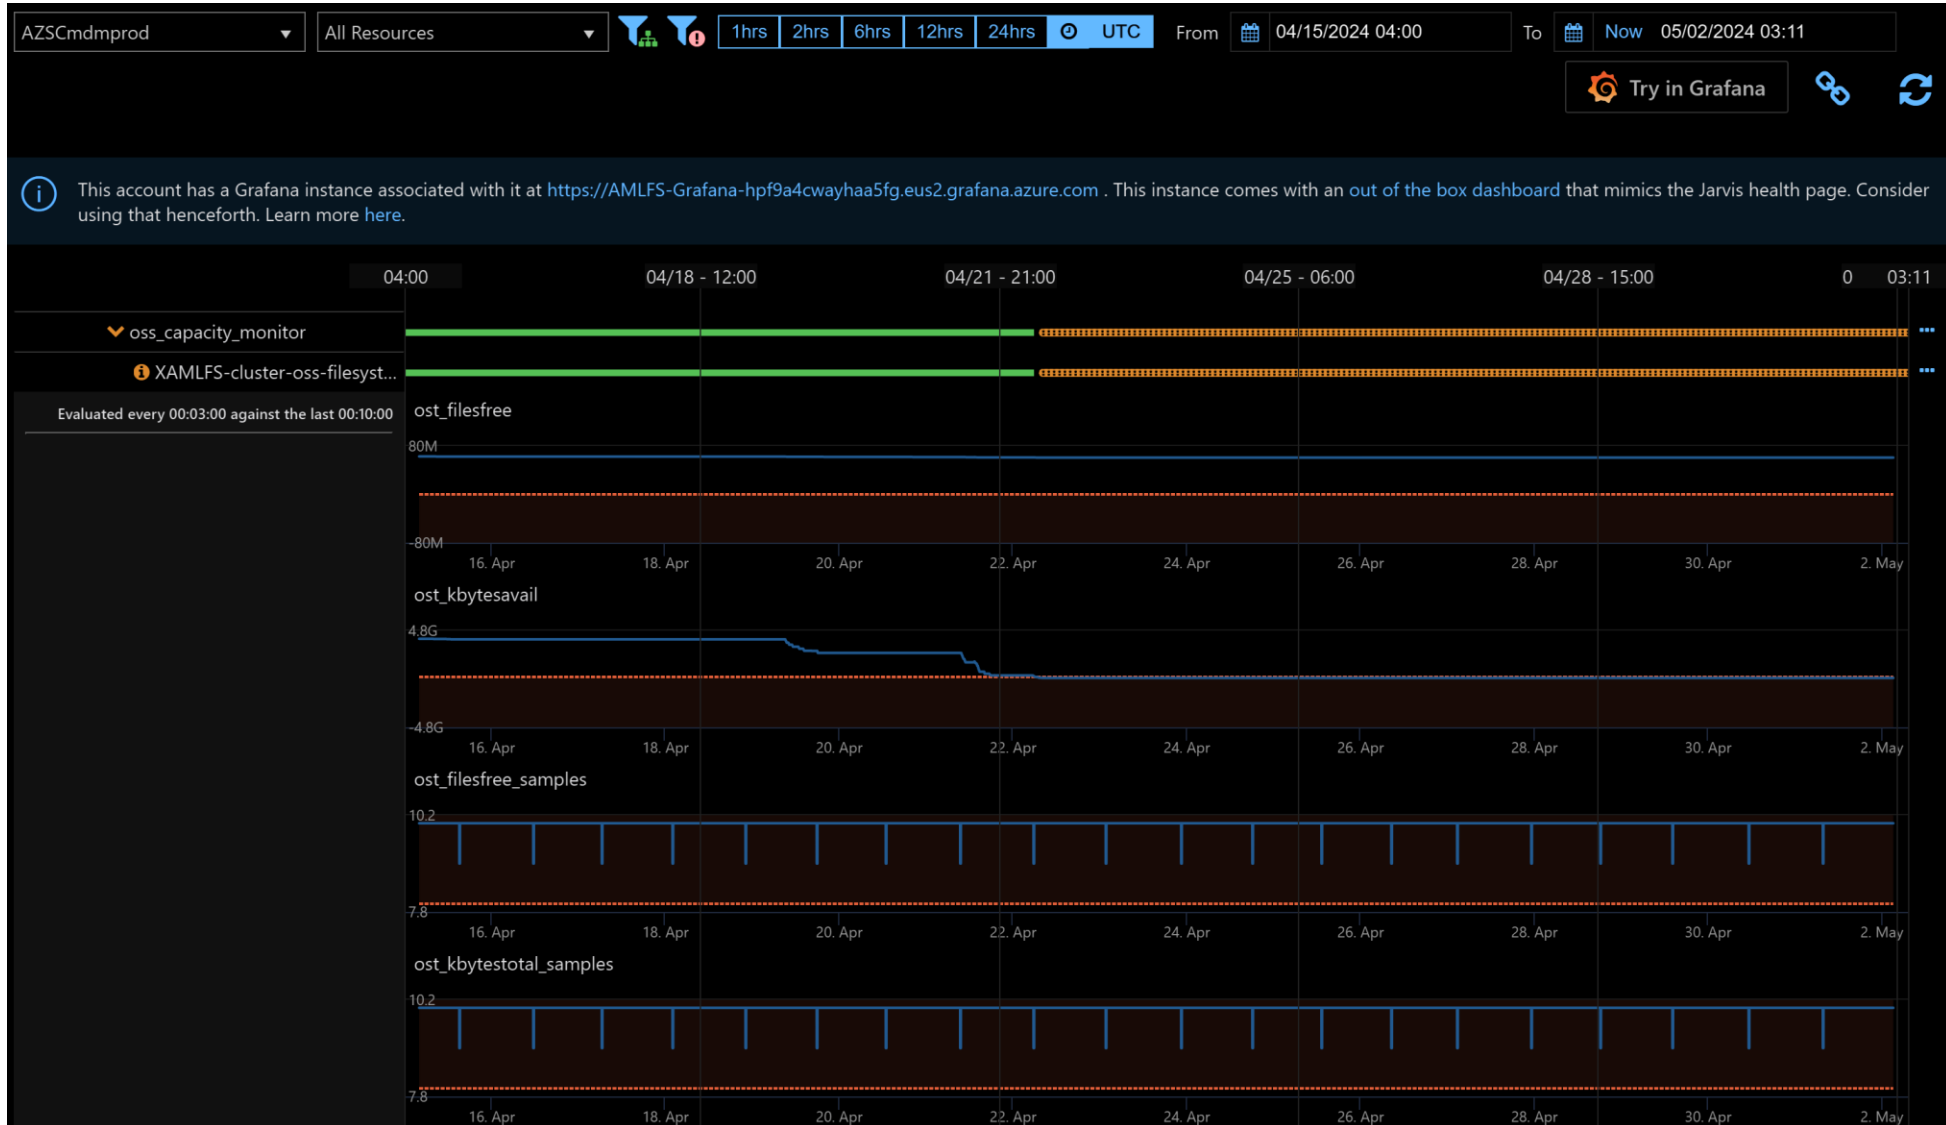 AZSCmdmprod
All Resources
1hrs 2hrs 6hrs 12hrs 24hrs UTC
From 04/15/2024 04:00
To Now 05/02/2024 03:11
Try in Grafana
This account has a Grafana instance associated with it at https://AMLFS-Grafana-hpf9a4cwayhaa5fg.eus2.grafana.azure.com . This instance comes with an out of the box dashboard that mimics the Jarvis health page. Consider
using that henceforth. Learn more here.
04:00 04/18 - 12:00 04/21 - 21:00 04/25 - 06:00 04/28 - 15:00 0 03:11
oss_capacity_monitor
XAMLFS-cluster-oss-filesyst...
Evaluated every 00:03:00 against the last 00:10:00
ost_filesfree
80M
-80M
16. Apr 18. Apr 20. Apr 22. Apr 24. Apr 26. Apr 28. Apr 30. Apr 2. May
ost_kbytesavail
4.8G
-4.8G
16. Apr 18. Apr 20. Apr 22. Apr 24. Apr 26. Apr 28. Apr 30. Apr 2. May
ost_filesfree_samples
10.2
7.8
16. Apr 18. Apr 20. Apr 22. Apr 24. Apr 26. Apr 28. Apr 30. Apr 2. May
ost_kbytestotal_samples
10.2
7.8
16. Apr 18. Apr 20. Apr 22. Apr 24. Apr 26. Apr 28. Apr 30. Apr 2. May